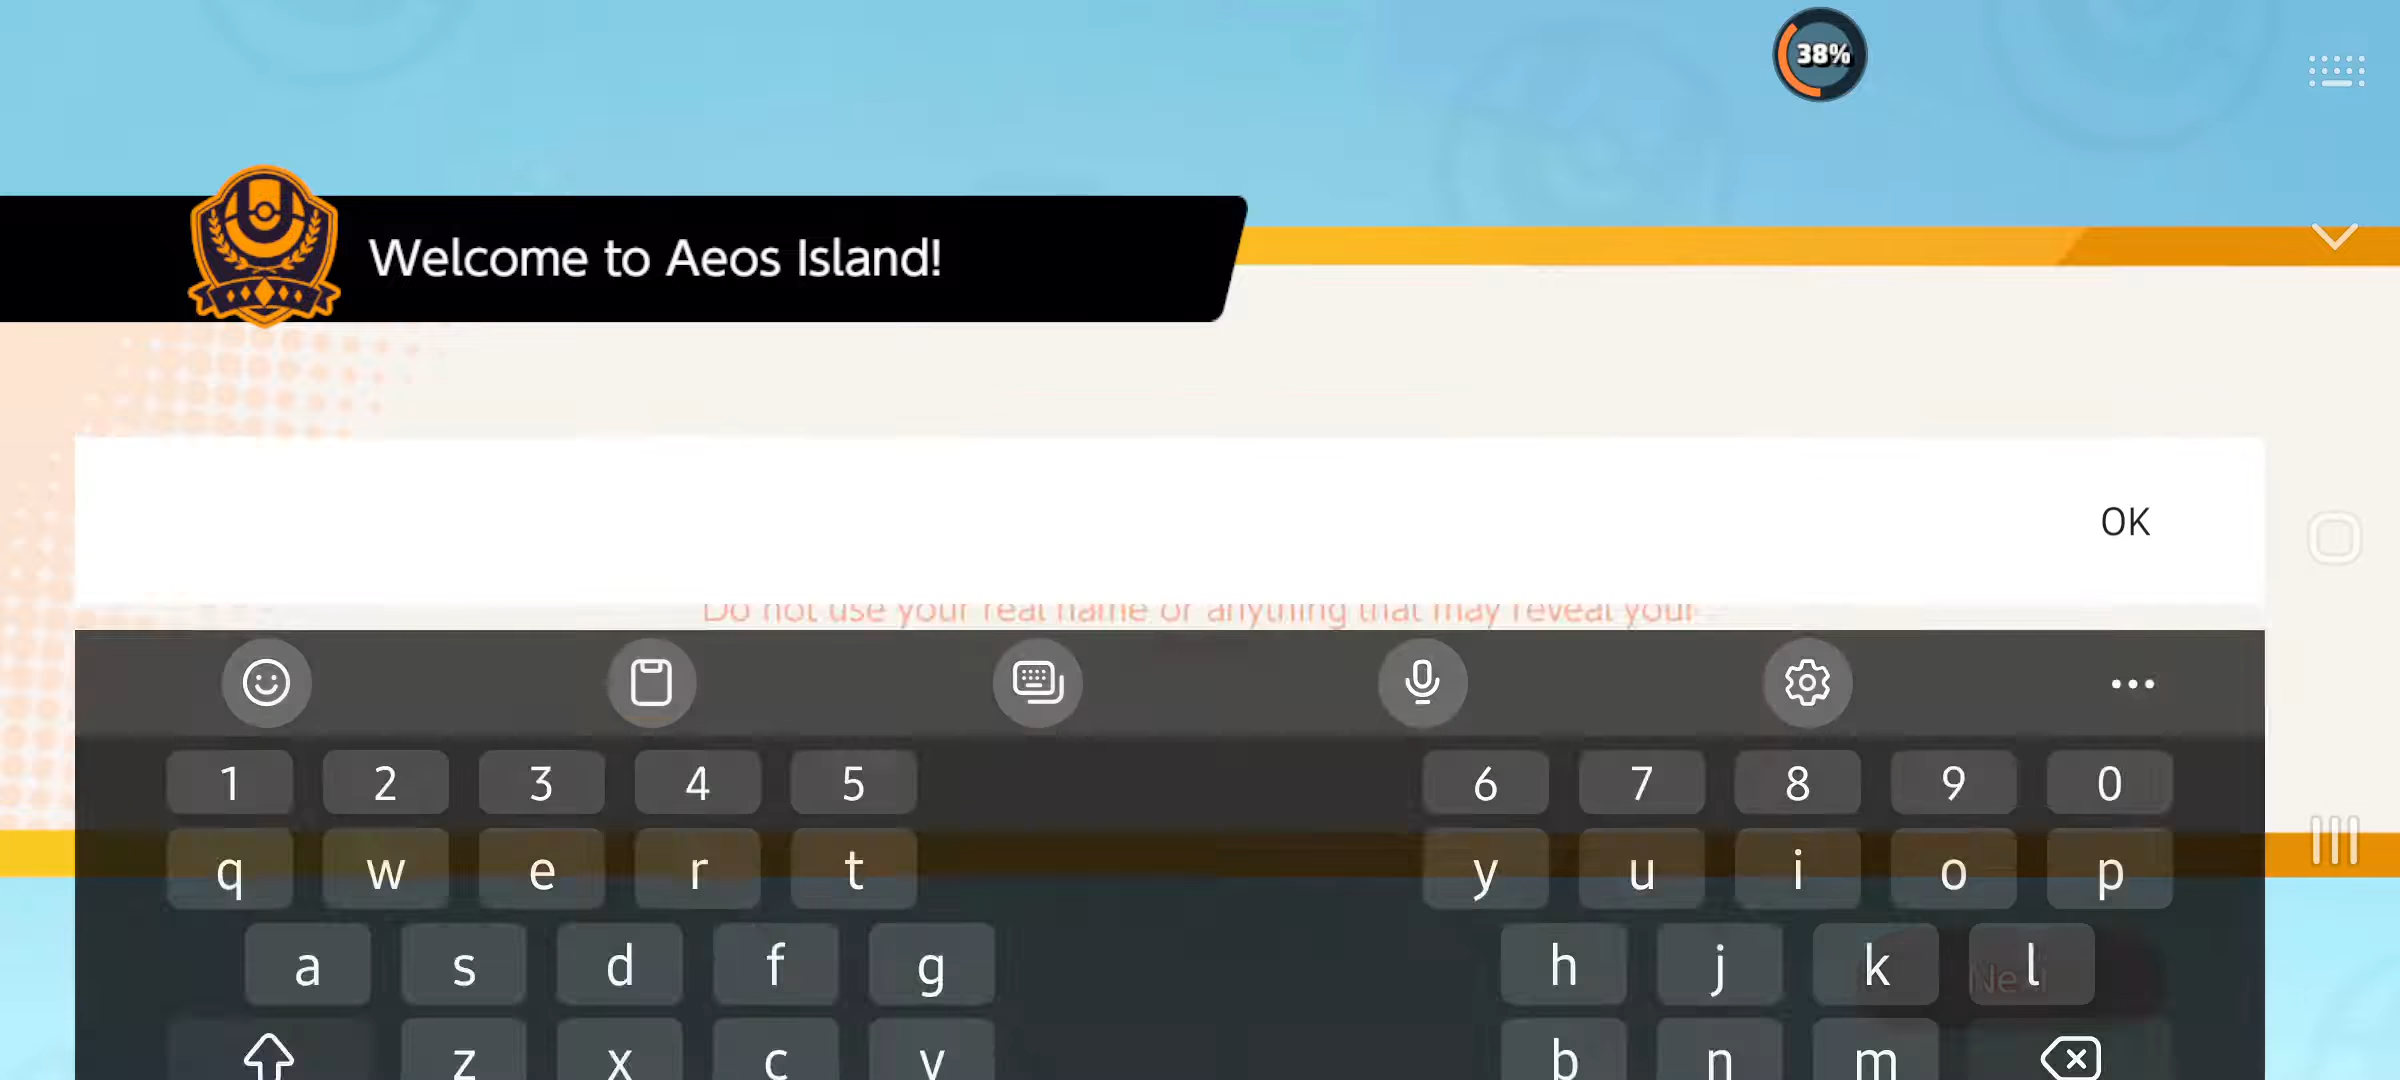 38%
Welcome to Aeos Island!
OK
Do not use your real name or anything that may reveal your
1 2 3 4 5 6 7 8 9 0
q w e r t y u i o p
a s d f g h j k l
Next
z x c v b n m